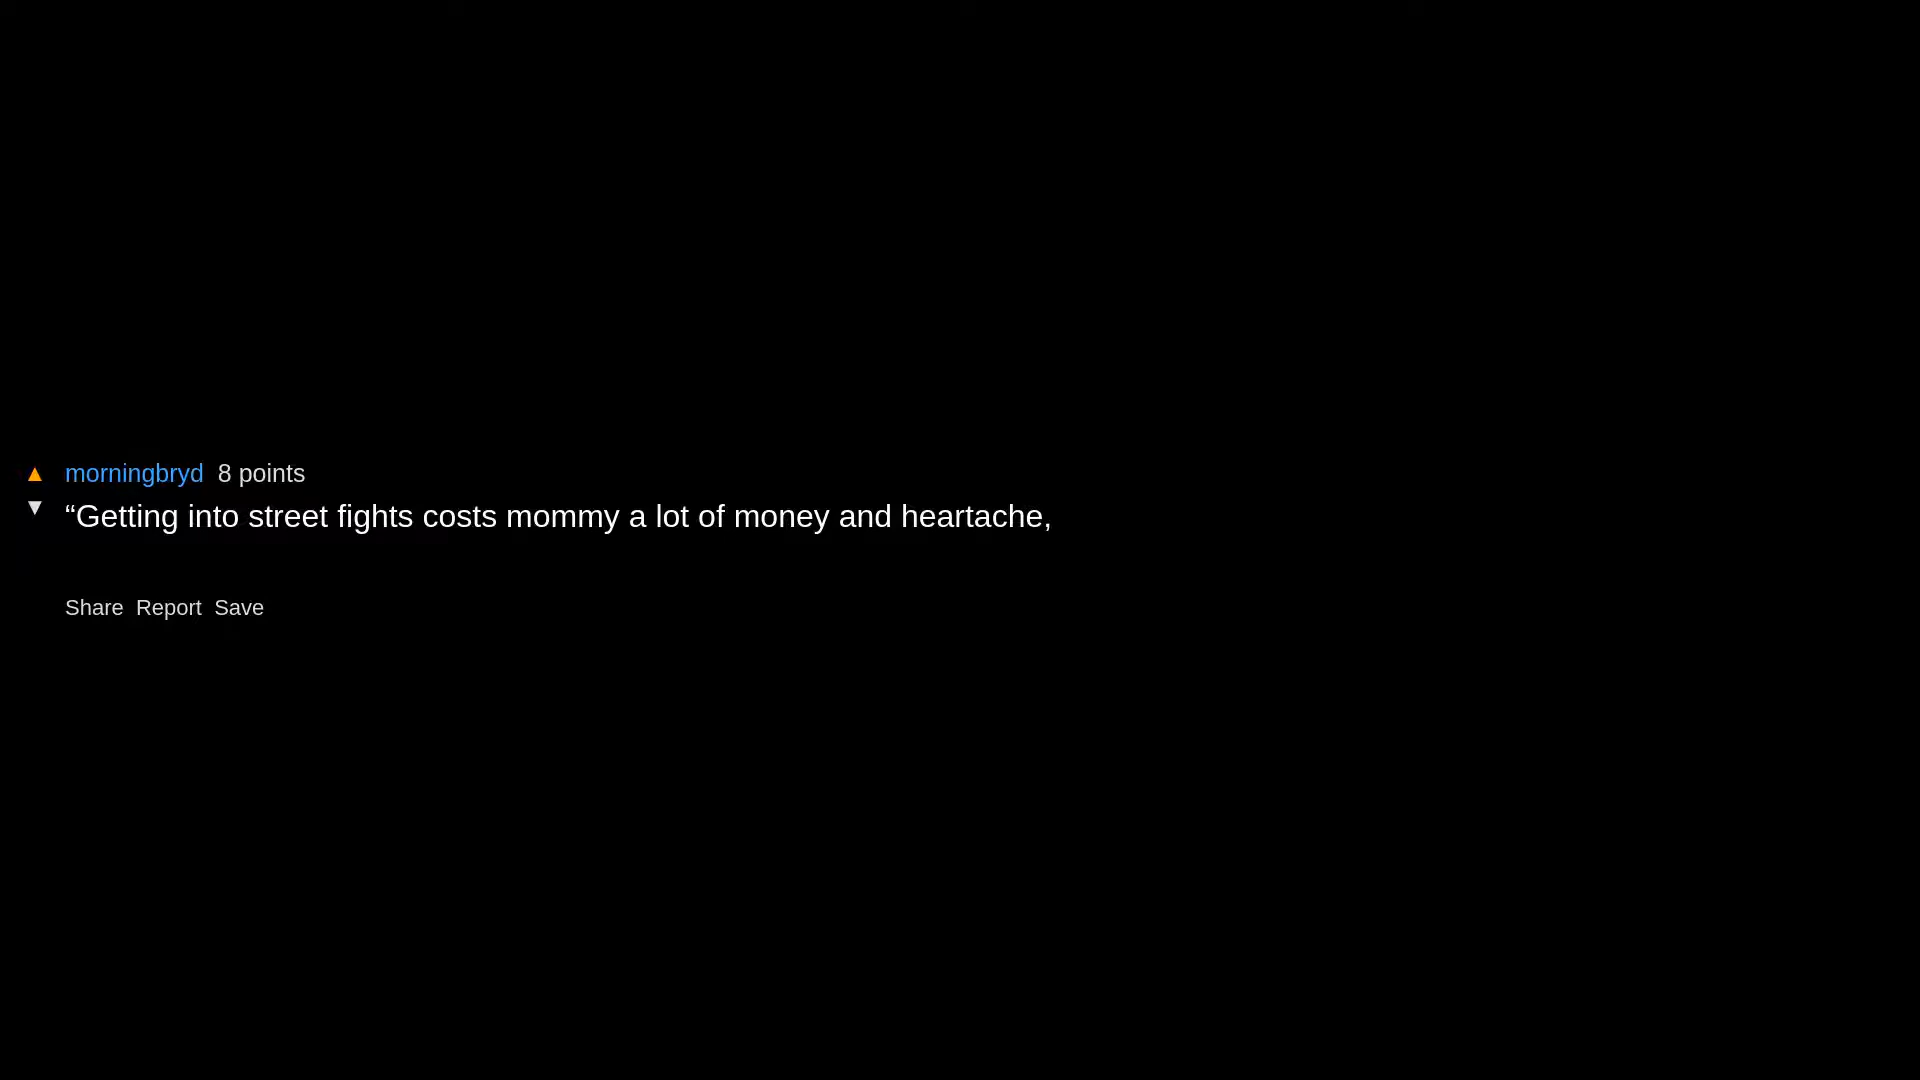 ▲ morningbryd 8 points
▼ “Getting into street fights costs mommy a lot of money and heartache,
Share Report Save